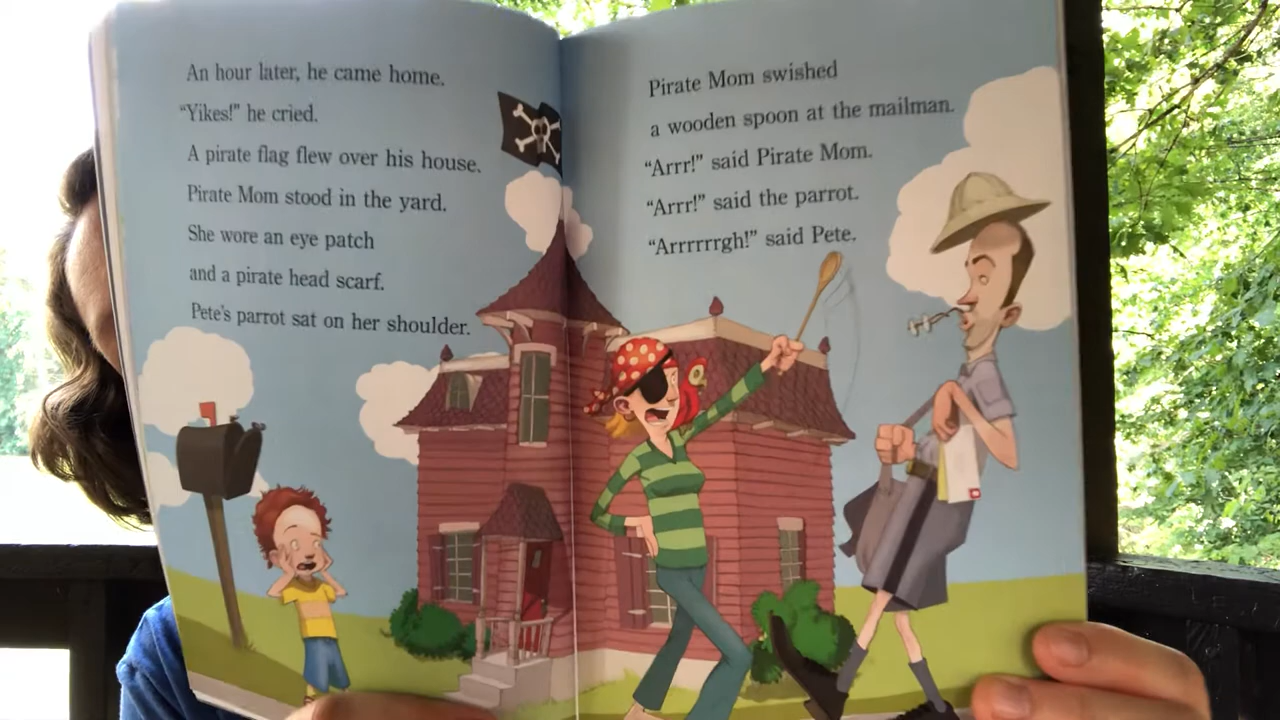 An hour later, he came home.
“Yikes!” he cried.
A pirate flag flew over his house.
Pirate Mom stood in the yard.
She wore an eye patch
and a pirate head scarf.
Pete’s parrot sat on her shoulder.
Pirate Mom swished
a wooden spoon at the mailman.
“Arrr!” said Pirate Mom.
“Arrr!” said the parrot.
“Arrrrrrgh!” said Pete.